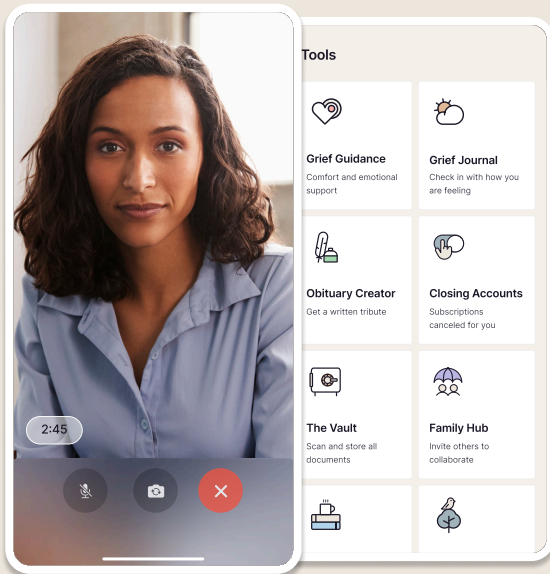 Tools
Grief Guidance
Comfort and emotional
support
Grief Journal
Check in with how you
are feeling
Obituary Creator
Get a written tribute
Closing Accounts
Subscriptions
canceled for you
The Vault
Scan and store all
documents
Family Hub
Invite others to
collaborate
2:45